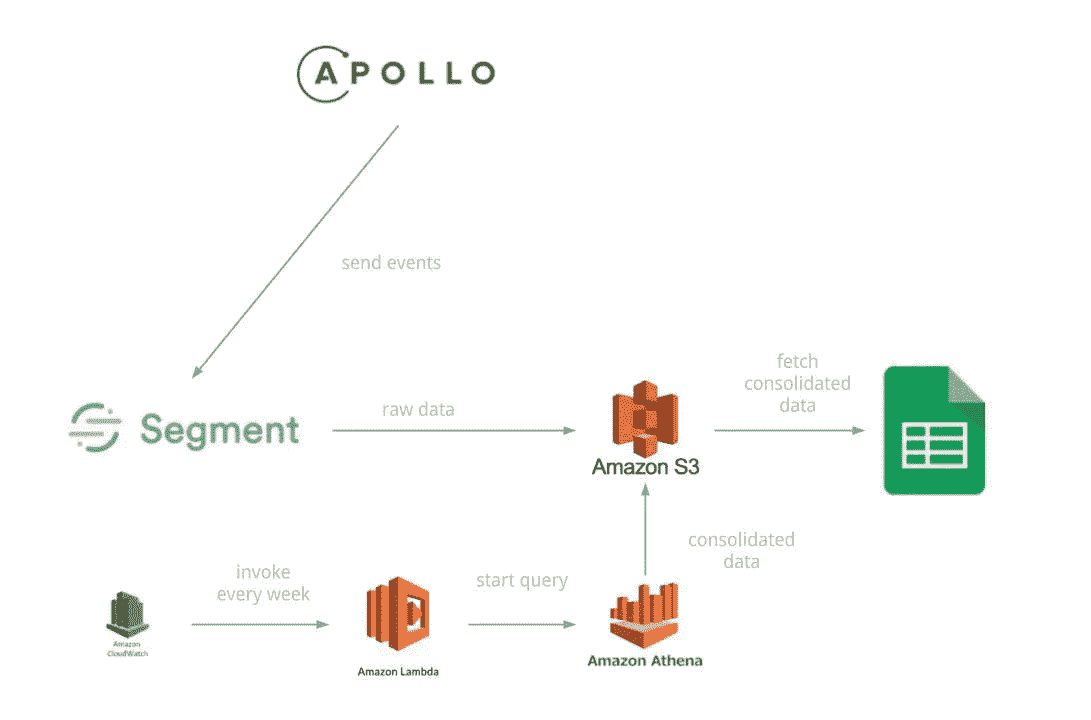 APOLLO
send events
fetch
consolidated
data
raw data
Segment
Amazon S3
consolidated
data
invoke
every week
start query
Amazon
CloudWatch
Amazon Lambda
Amazon Athena